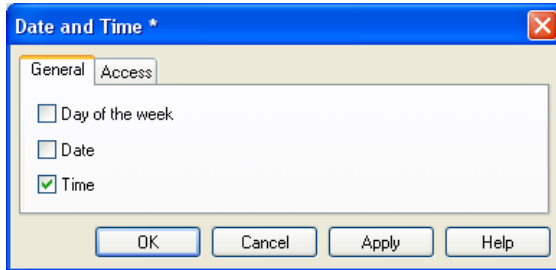 Date and Time *
General Access
Day of the week
Date
Time
OK Cancel Apply Help